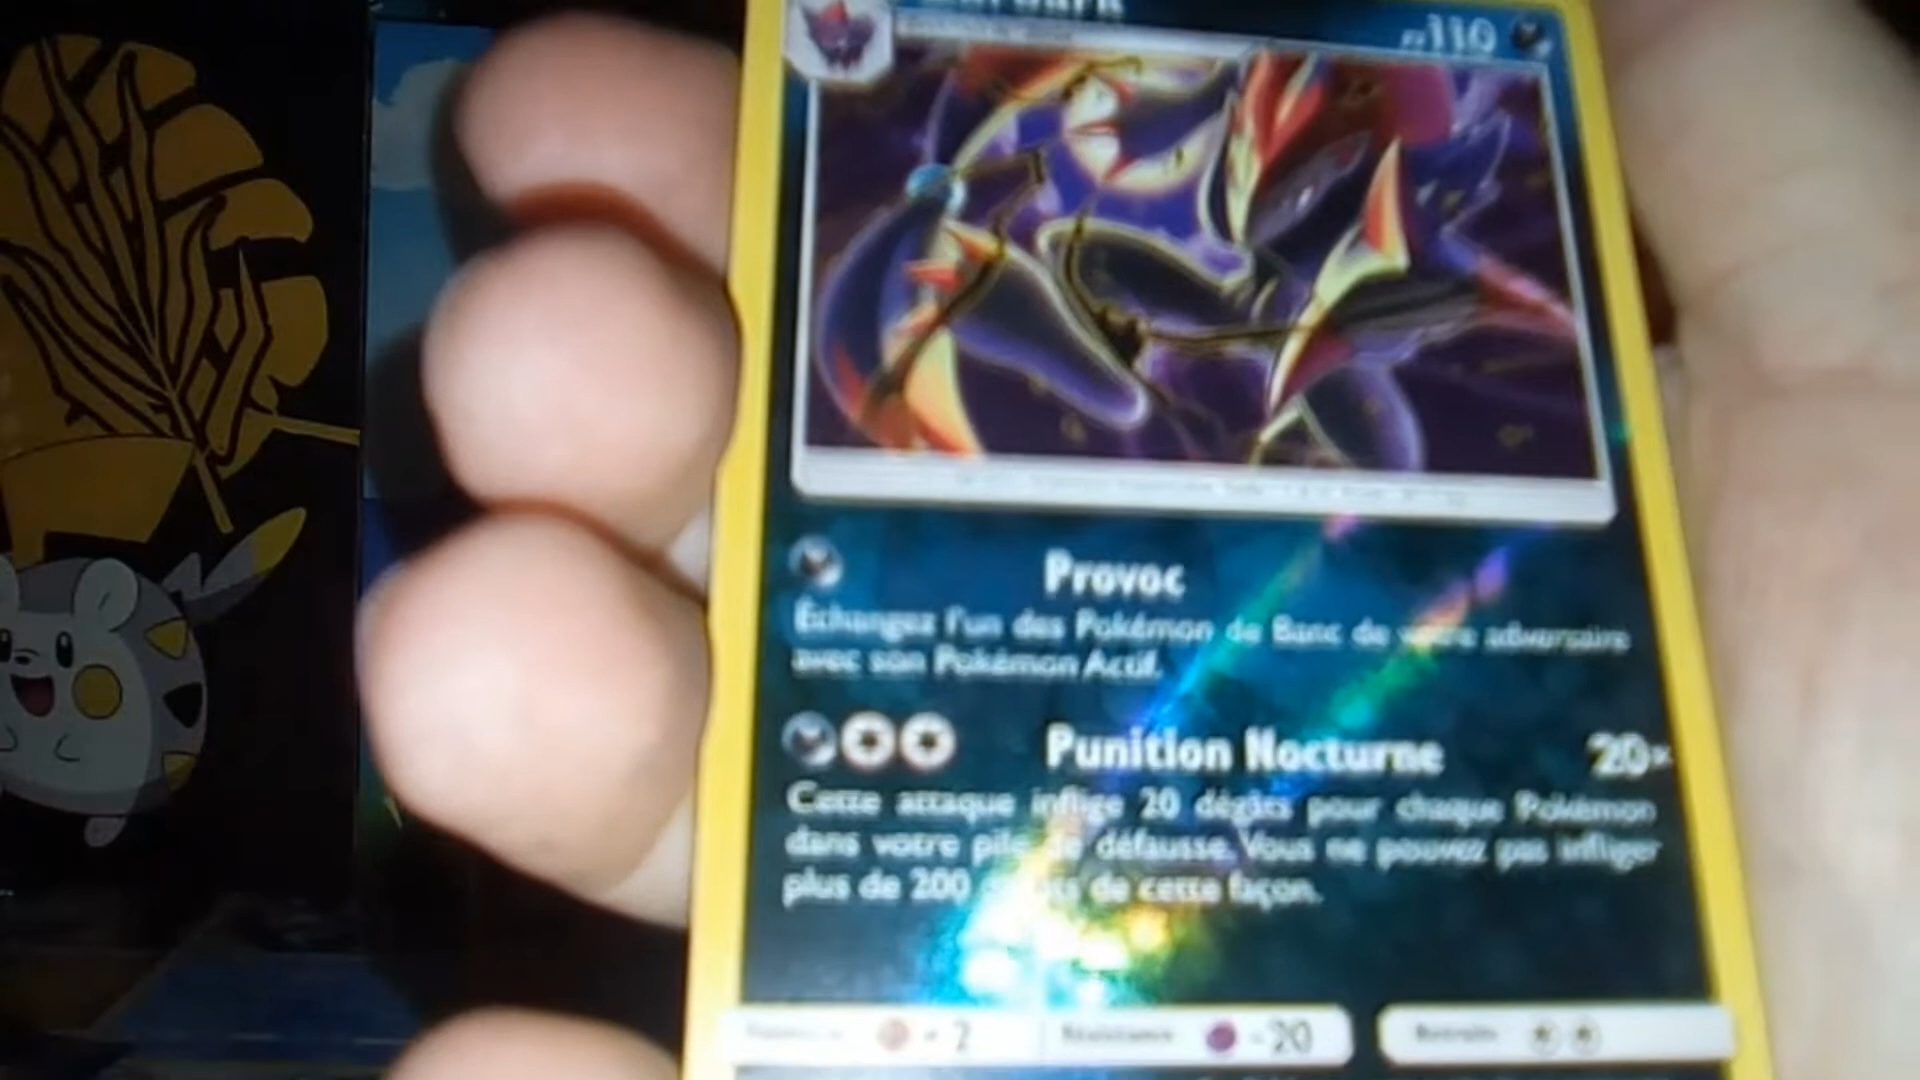 110
Provoc
Échangez l'un des Pokémon de Banc de votre adversaire
avec son Pokémon Actif.
Punition Nocturne 20×
Cette attaque inflige 20 dégâts pour chaque Pokémon
dans votre pile de défausse. Vous ne pouvez pas infliger
plus de 200 de cette façon.
×2 Résistance -20 Retraite